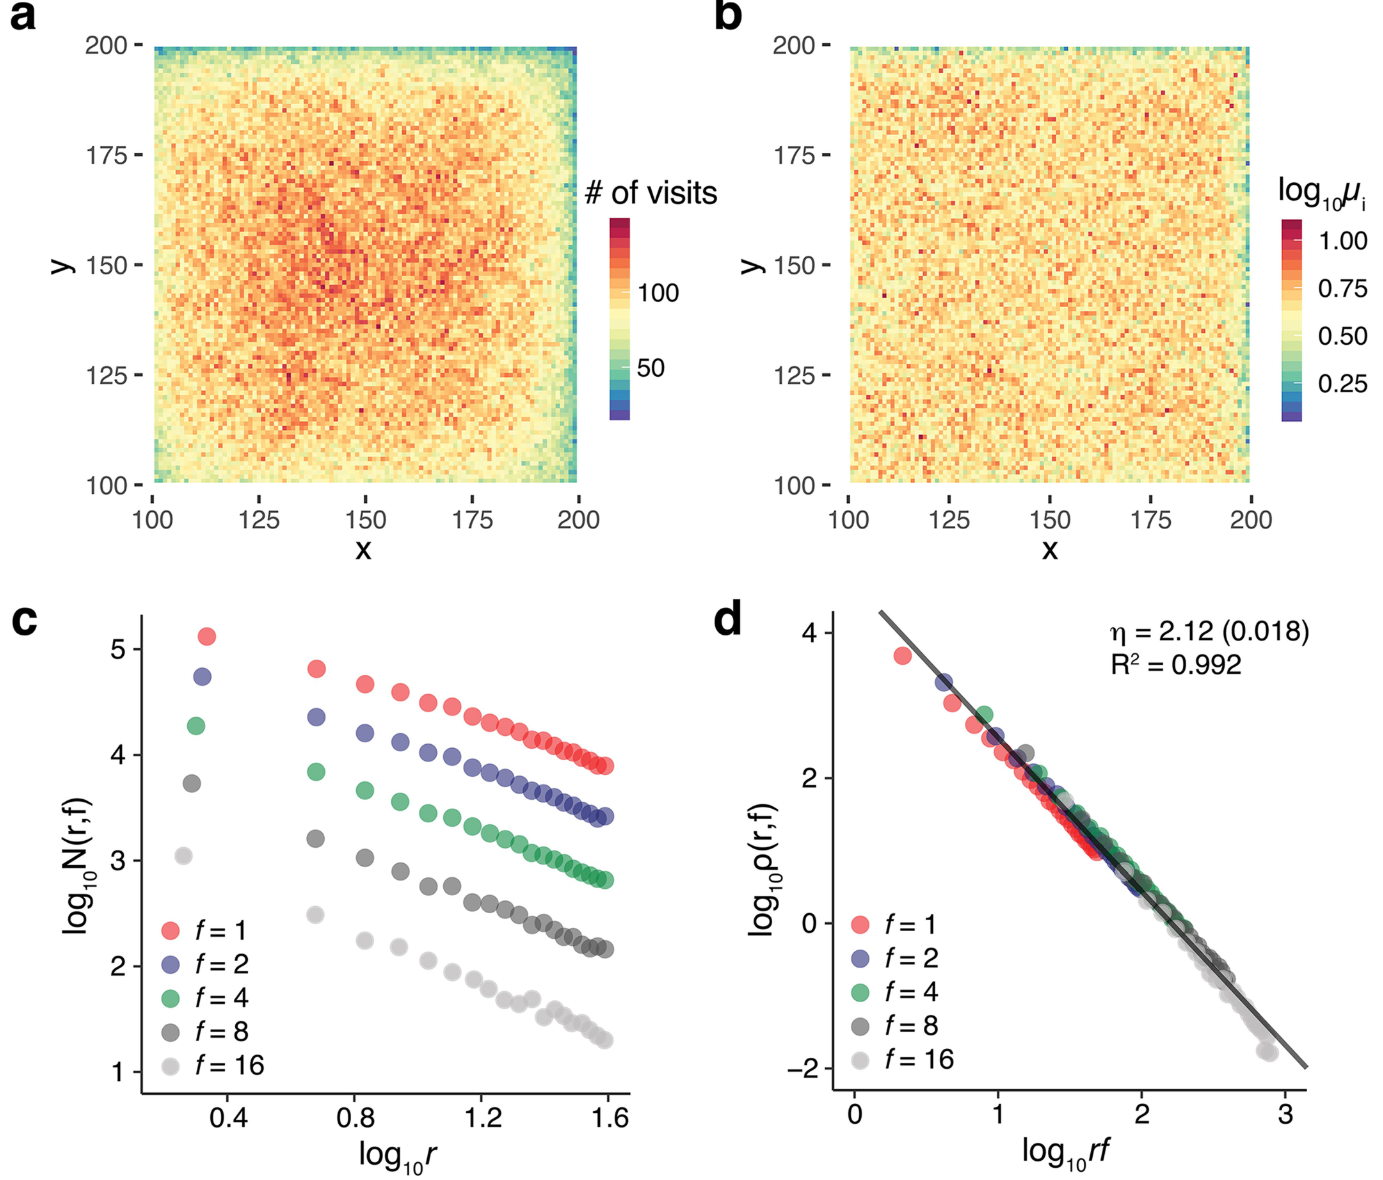 a
200
175
150
125
100
y
100
125
150
175
200
x
# of visits
100
50
b
200
175
150
125
100
y
100
125
150
175
200
x
log₁₀μᵢ
1.00
0.75
0.50
0.25
c
5
4
3
2
1
log₁₀N(r,f)
f = 1
f = 2
f = 4
f = 8
f = 16
0.4
0.8
1.2
1.6
log₁₀r
d
4
2
0
−2
log₁₀ρ(r,f)
η = 2.12 (0.018)
R² = 0.992
f = 1
f = 2
f = 4
f = 8
f = 16
0
1
2
3
log₁₀rf